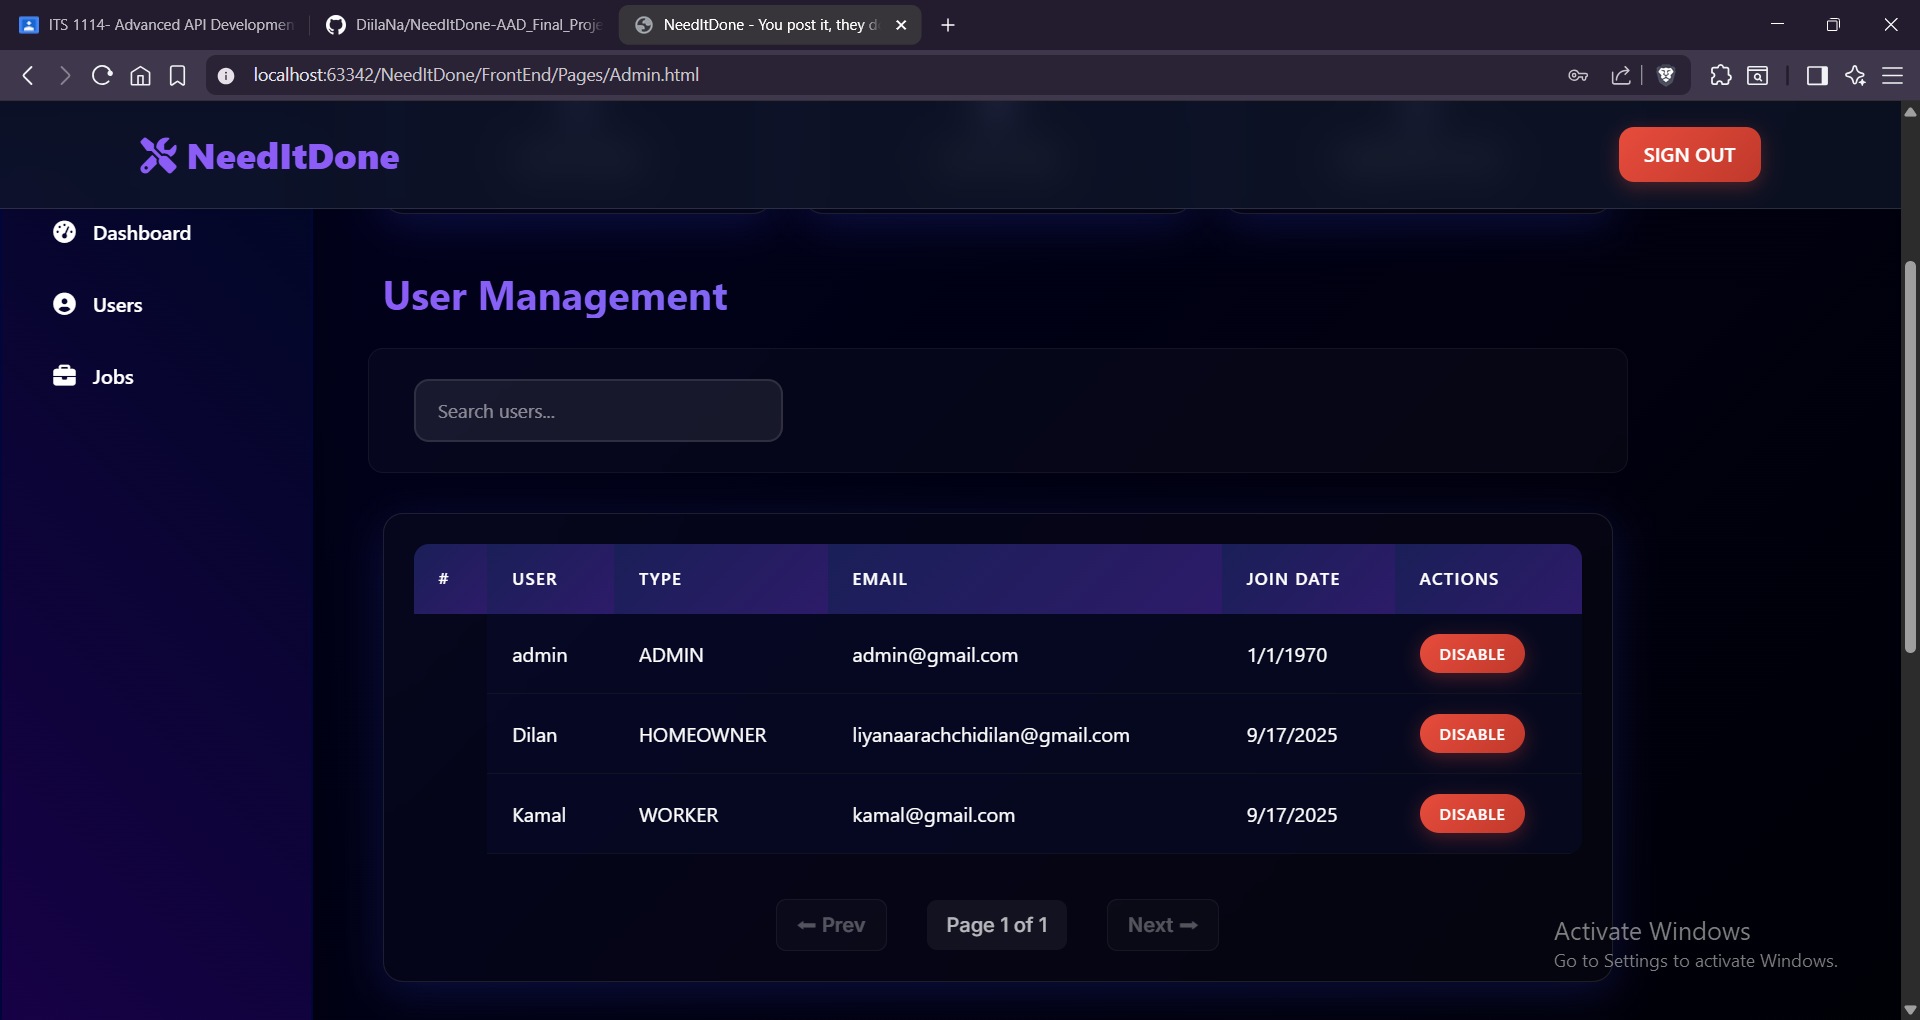 ITS 1114- Advanced API Developmen
DiilaNa/NeedItDone-AAD_Final_Proje
NeedItDone - You post it, they d
localhost:63342/NeedItDone/FrontEnd/Pages/Admin.html
NeedItDone
SIGN OUT
Dashboard
Users
Jobs
User Management
Search users...
# USER TYPE EMAIL JOIN DATE ACTIONS
admin ADMIN admin@gmail.com 1/1/1970 DISABLE
Dilan HOMEOWNER liyanaarachchidilan@gmail.com 9/17/2025 DISABLE
Kamal WORKER kamal@gmail.com 9/17/2025 DISABLE
⬅ Prev Page 1 of 1 Next ➡
Activate Windows
Go to Settings to activate Windows.